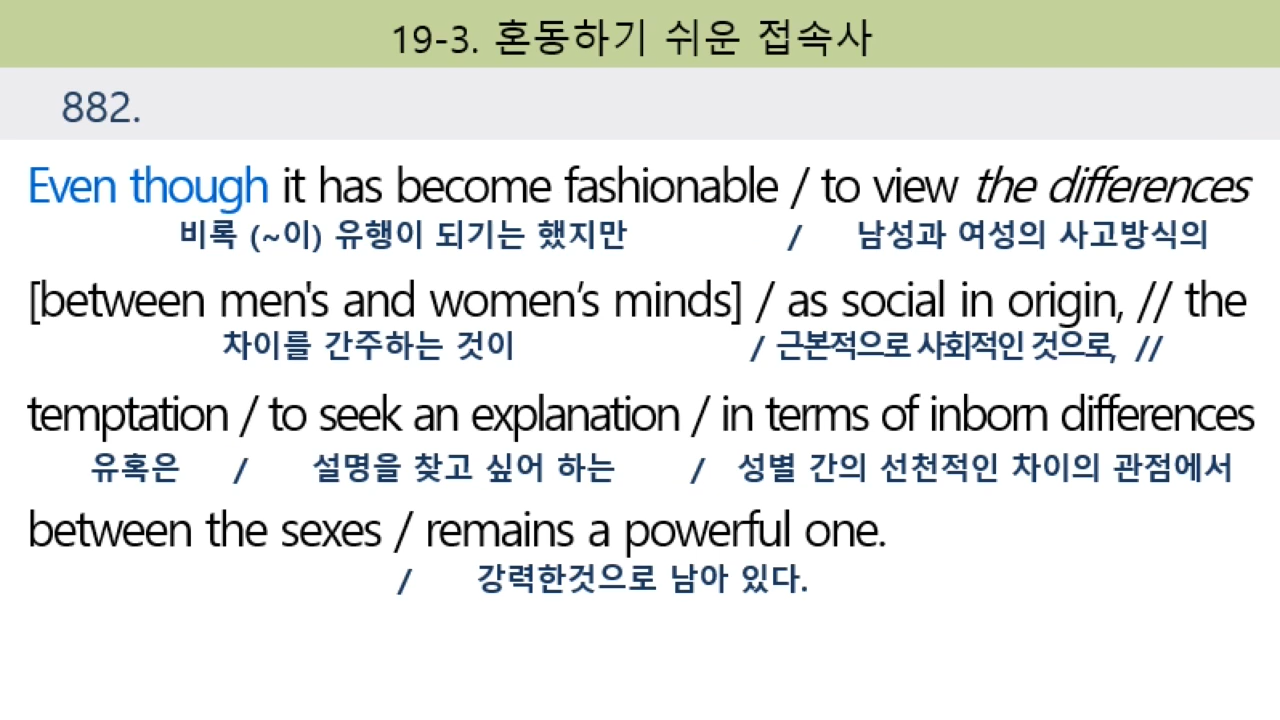 19-3. 혼동하기 쉬운 접속사
882.
Even though it has become fashionable / to view the differences
비록 (~이) 유행이 되기는 했지만 / 남성과 여성의 사고방식의
[between men's and women‘s minds] / as social in origin, // the
차이를 간주하는 것이 / 근본적으로 사회적인 것으로, //
temptation / to seek an explanation / in terms of inborn differences
유혹은 / 설명을 찾고 싶어 하는 / 성별 간의 선천적인 차이의 관점에서
between the sexes / remains a powerful one.
/ 강력한것으로 남아 있다.